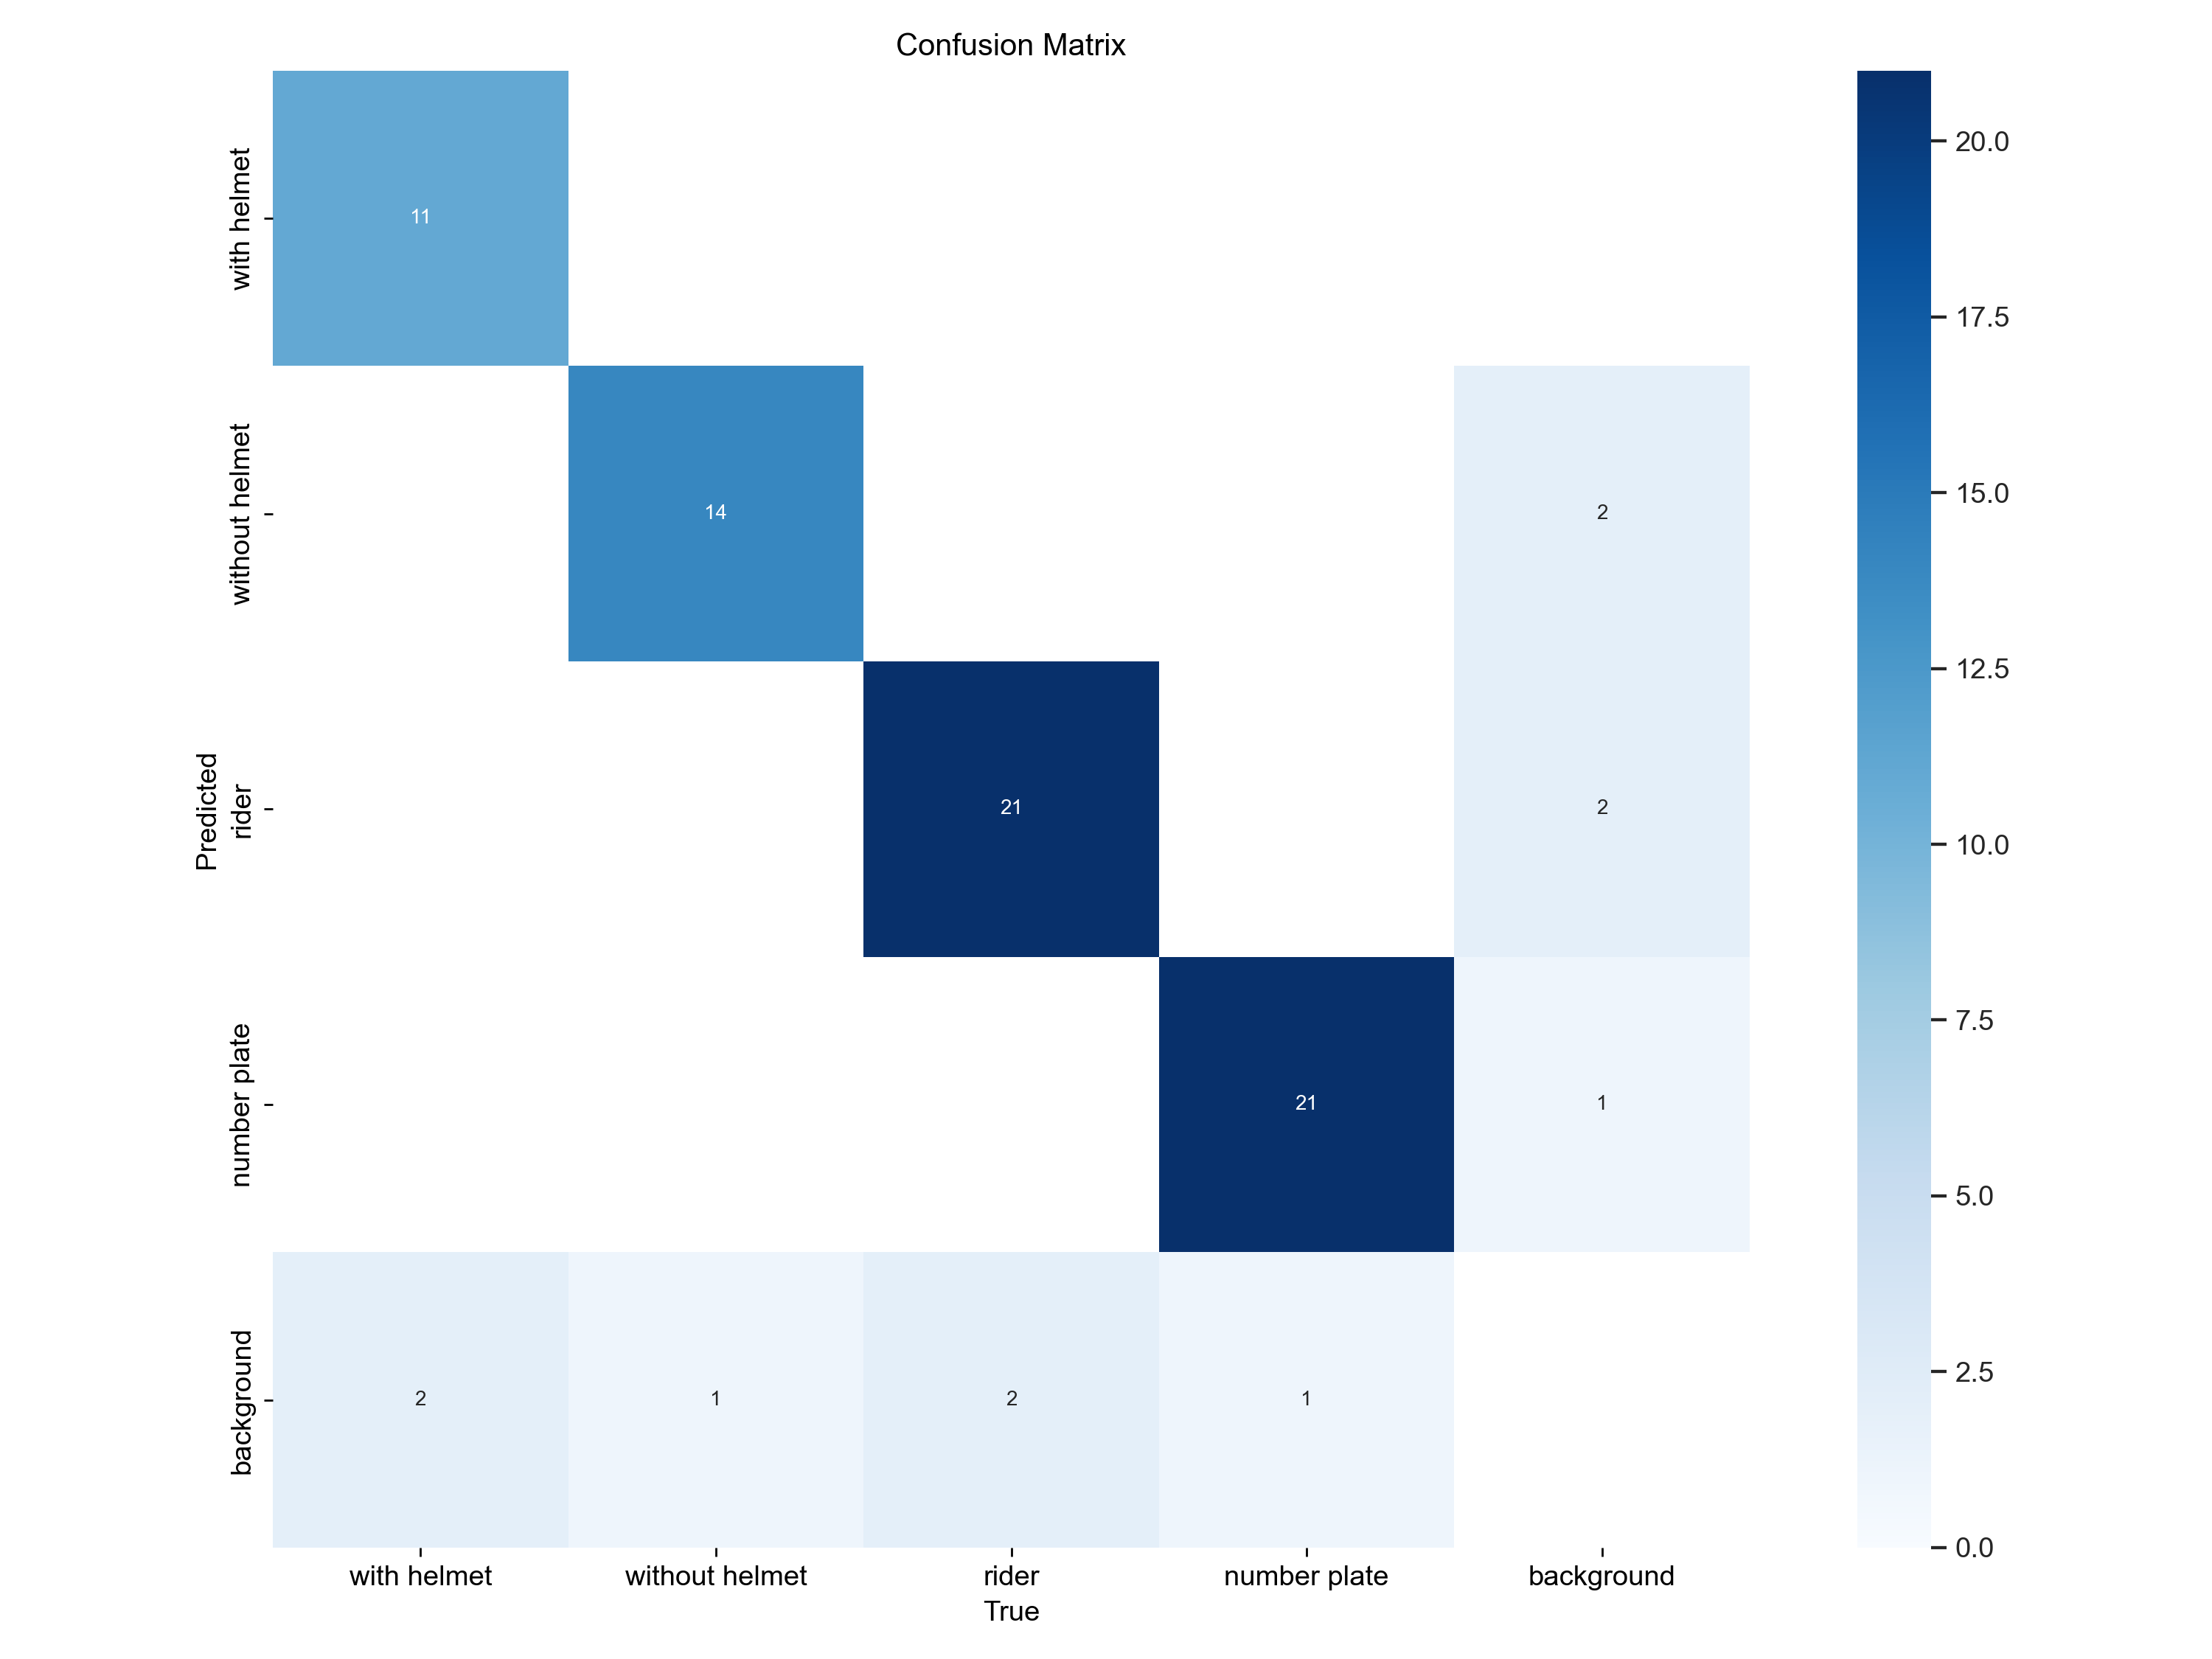 Confusion Matrix
with helmet
11
without helmet
14
2
Predicted
rider
21
2
number plate
21
1
background
2
1
2
1
with helmet
without helmet
rider
number plate
background
True
20.0
17.5
15.0
12.5
10.0
7.5
5.0
2.5
0.0